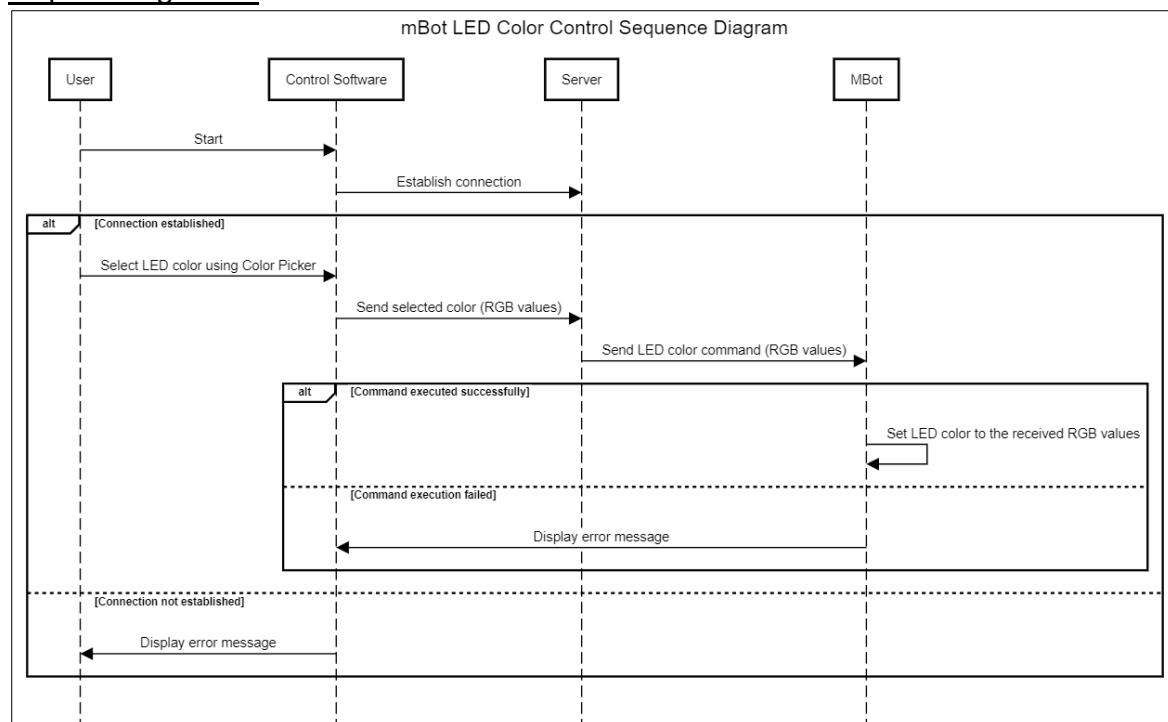 mBot LED Color Control Sequence Diagram
User
Control Software
Server
MBot
Start
Establish connection
alt
[Connection established]
Select LED color using Color Picker
Send selected color (RGB values)
Send LED color command (RGB values)
alt
[Command executed successfully]
Set LED color to the received RGB values
[Command execution failed]
Display error message
[Connection not established]
Display error message